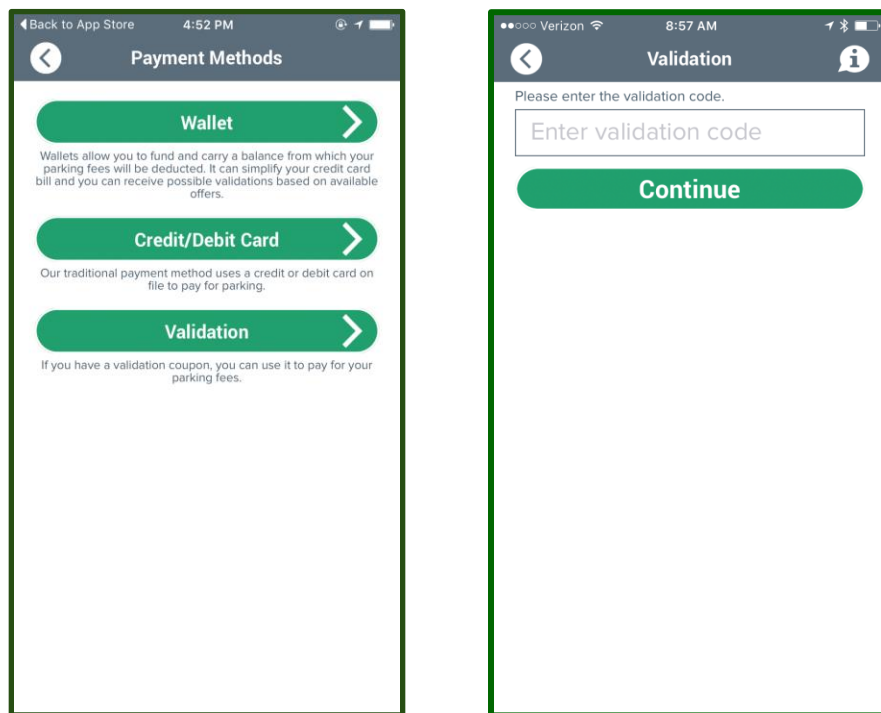 Back to App Store 4:52 PM
Payment Methods
Wallet
Wallets allow you to fund and carry a balance from which your
parking fees will be deducted. It can simplify your credit card
bill and you can receive possible validations based on available
offers.
Credit/Debit Card
Our traditional payment method uses a credit or debit card on
file to pay for parking.
Validation
If you have a validation coupon, you can use it to pay for your
parking fees.
Verizon 8:57 AM
Validation
Please enter the validation code.
Enter validation code
Continue